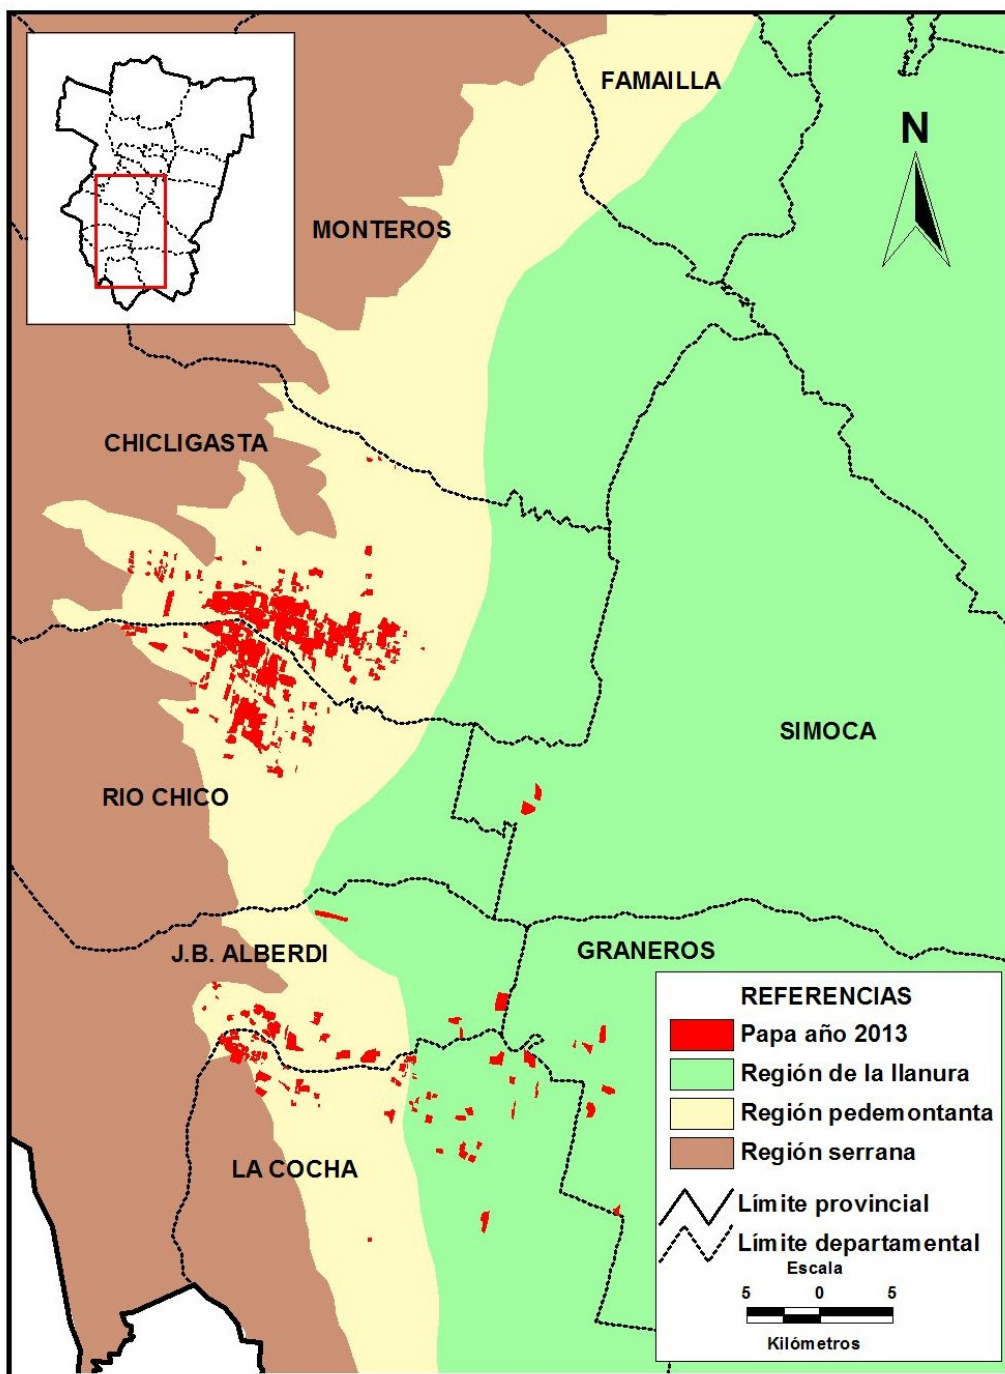 FAMAILLA
N
MONTEROS
CHICLIGASTA
SIMOCA
RIO CHICO
J.B. ALBERDI
GRANEROS
LA COCHA
REFERENCIAS
Papa año 2013
Región de la llanura
Región pedemontanta
Región serrana
Límite provincial
Límite departamental
Escala
5 0 5
Kilómetros